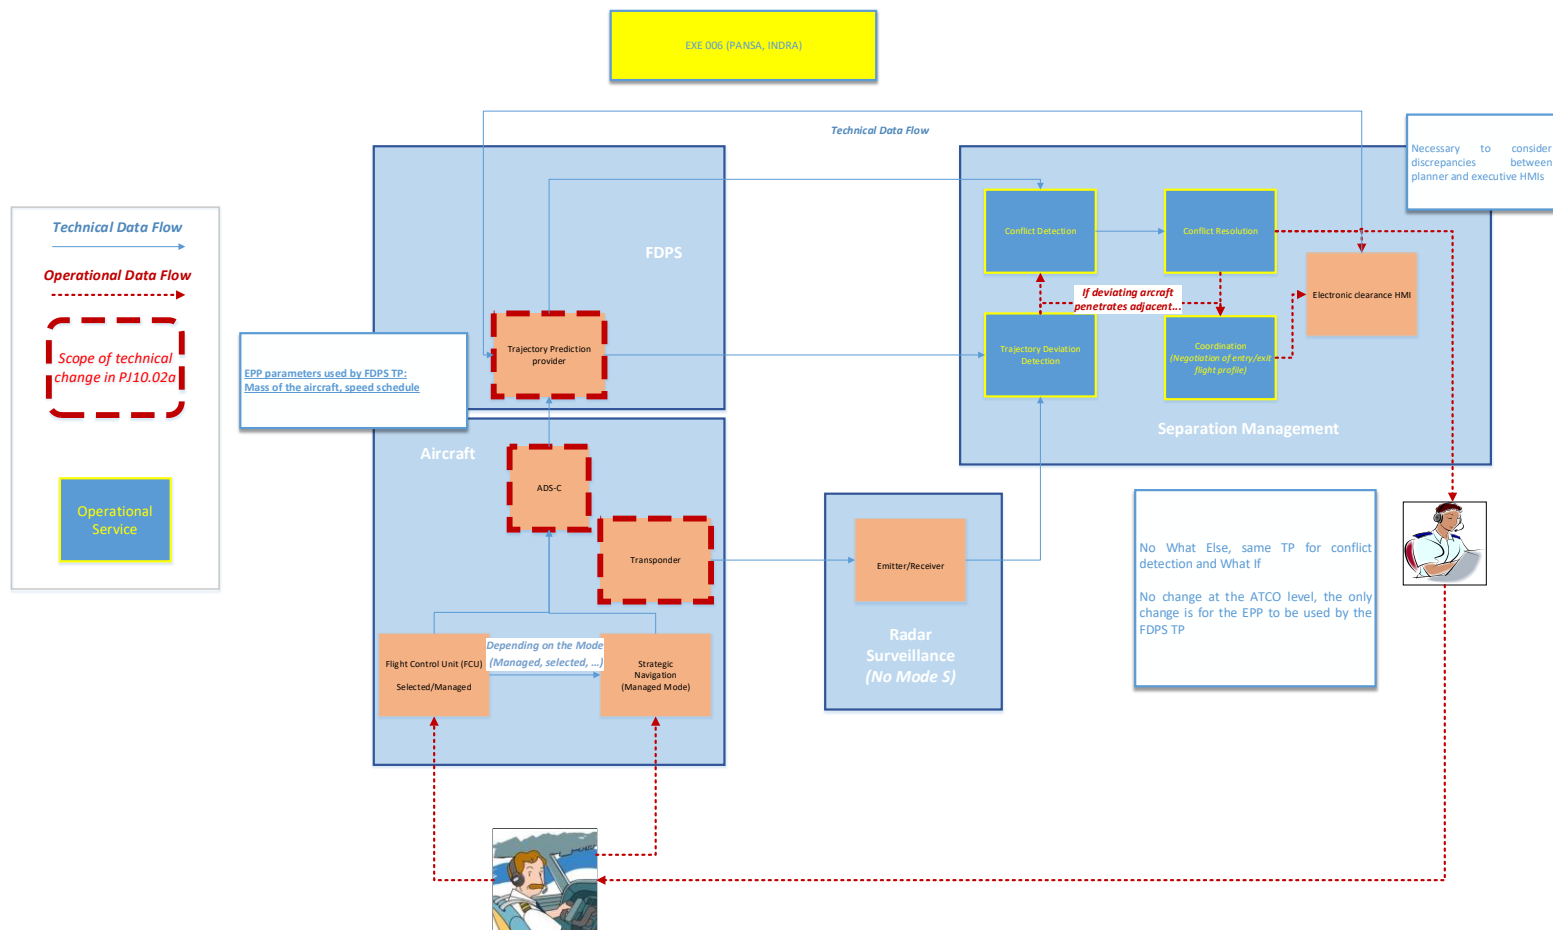 EXE 006 (PANSA, INDRA)
Technical Data Flow
Necessary to consider
discrepancies between
planner and executive HMIs
Technical Data Flow
Operational Data Flow
Scope of technical
change in PJ10.02a
Operational
Service
FDPS
Trajectory Prediction
provider
EPP parameters used by FDPS TP:
Mass of the aircraft, speed schedule
Conflict Detection
Conflict Resolution
If deviating arcraft
penetrates adjacent...
Electronic clearance HMI
Trajectory Deviation
Detection
Coordination
(Negotiation of entry/exit
flight profile)
Separation Management
Aircraft
ADS-C
Transponder
Emitter/Receiver
Radar
Surveillance
(No Mode S)
Flight Control Unit (FCU)
Selected/Managed
Depending on the Mode
(Managed, selected, ...)
Strategic
Navigation
(Managed Mode)
No What Else, same TP for conflict
detection and What If
No change at the ATCO level, the only
change is for the EPP to be used by the
FDPS TP